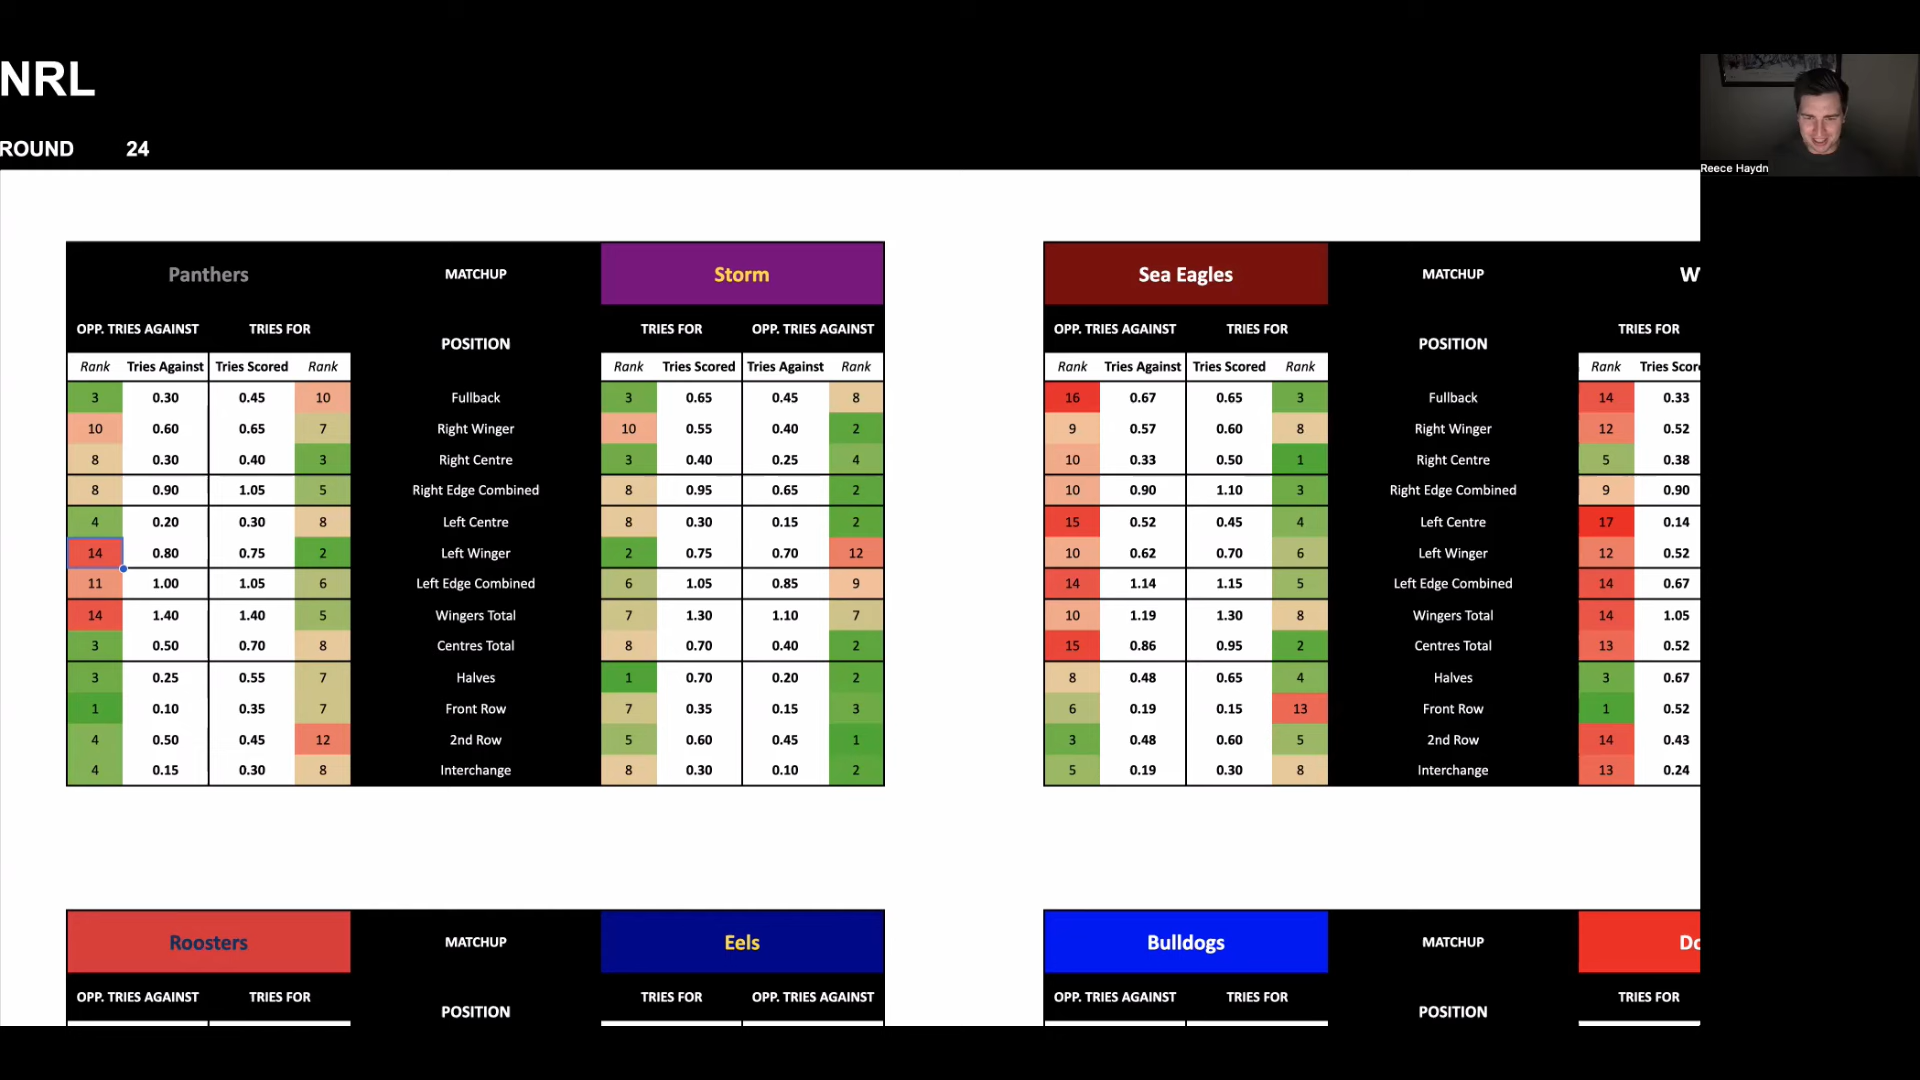 NRL
ROUND 24
Reece Haydn
Panthers MATCHUP Storm
OPP. TRIES AGAINST TRIES FOR POSITION TRIES FOR OPP. TRIES AGAINST
Rank Tries Against Tries Scored Rank Rank Tries Scored Tries Against Rank
3 0.30 0.45 10 Fullback 3 0.65 0.45 8
10 0.60 0.65 7 Right Winger 10 0.55 0.40 2
8 0.30 0.40 3 Right Centre 3 0.40 0.25 4
8 0.90 1.05 5 Right Edge Combined 8 0.95 0.65 2
4 0.20 0.30 8 Left Centre 8 0.30 0.15 2
14 0.80 0.75 2 Left Winger 2 0.75 0.70 12
11 1.00 1.05 6 Left Edge Combined 6 1.05 0.85 9
14 1.40 1.40 5 Wingers Total 7 1.30 1.10 7
3 0.50 0.70 8 Centres Total 8 0.70 0.40 2
3 0.25 0.55 7 Halves 1 0.70 0.20 2
1 0.10 0.35 7 Front Row 7 0.35 0.15 3
4 0.50 0.45 12 2nd Row 5 0.60 0.45 1
4 0.15 0.30 8 Interchange 8 0.30 0.10 2
Sea Eagles MATCHUP W
OPP. TRIES AGAINST TRIES FOR POSITION TRIES FOR
Rank Tries Against Tries Scored Rank Rank Tries Scor
16 0.67 0.65 3 Fullback 14 0.33
9 0.57 0.60 8 Right Winger 12 0.52
10 0.33 0.50 1 Right Centre 5 0.38
10 0.90 1.10 3 Right Edge Combined 9 0.90
15 0.52 0.45 4 Left Centre 17 0.14
10 0.62 0.70 6 Left Winger 12 0.52
14 1.14 1.15 5 Left Edge Combined 14 0.67
10 1.19 1.30 8 Wingers Total 14 1.05
15 0.86 0.95 2 Centres Total 13 0.52
8 0.48 0.65 4 Halves 3 0.67
6 0.19 0.15 13 Front Row 1 0.52
3 0.48 0.60 5 2nd Row 14 0.43
5 0.19 0.30 8 Interchange 13 0.24
Roosters MATCHUP Eels
OPP. TRIES AGAINST TRIES FOR POSITION TRIES FOR OPP. TRIES AGAINST
Bulldogs MATCHUP Do
OPP. TRIES AGAINST TRIES FOR POSITION TRIES FOR